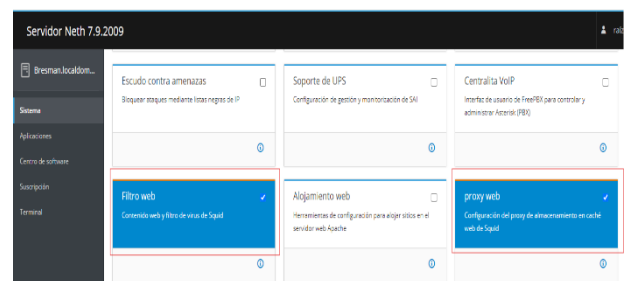 Servidor Neth 7.9.2009
raíz
Bresman.localdom...
Sistema
Aplicaciones
Centro de software
Suscripción
Terminal
Escudo contra amenazas
Bloquear ataques mediante listas negras de IP
Soporte de UPS
Configuración de gestión y monitorización de SAI
Centralita VoIP
Interfaz de usuario de FreePBX para controlar y
administrar Asterisk (PBX)
Filtro web
Contenido web y filtro de virus de Squid
Alojamiento web
Herramientas de configuración para alojar sitios en el
servidor web Apache
proxy web
Configuración del proxy de almacenamiento en caché
web de Squid